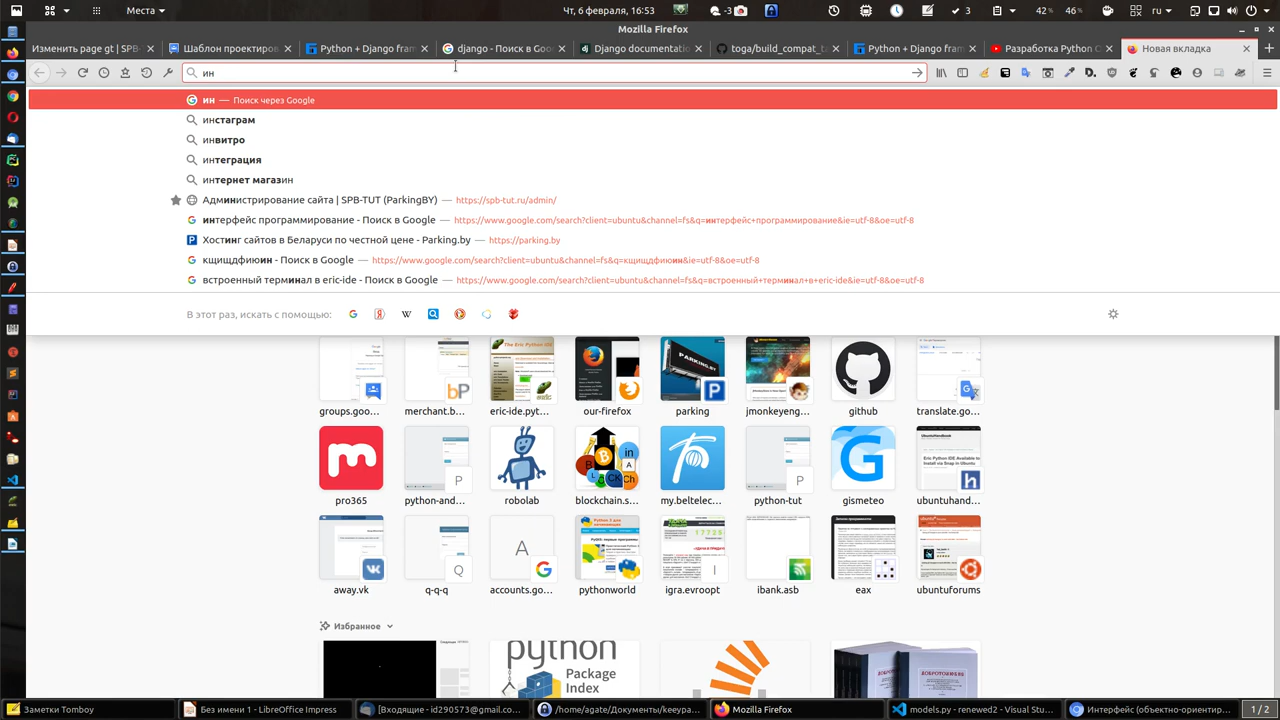 Места
Чт, 6 февраля, 16:53
3
42%
46%
ru
Mozilla Firefox
Изменить page gt | SPB-
Шаблон проектиров
Python + Django fram
django - Поиск в Goo
Django documentatio
toga/build_compat_ta
Python + Django fram
Разработка Python G
Новая вкладка
ин
ин — Поиск через Google
инстаграм
инвитро
интеграция
интернет магазин
Администрирование сайта | SPB-TUT (ParkingBY) — https://spb-tut.ru/admin/
интерфейс программирование - Поиск в Google — https://www.google.com/search?client=ubuntu&channel=fs&q=интерфейс+программирование&ie=utf-8&oe=utf-8
Хостинг сайтов в Беларуси по честной цене - Parking.by — https://parking.by
кщищдфиюин - Поиск в Google — https://www.google.com/search?client=ubuntu&channel=fs&q=кщищдфиюин&ie=utf-8&oe=utf-8
встроенный терминал в eric-ide - Поиск в Google — https://www.google.com/search?client=ubuntu&channel=fs&q=встроенный+терминал+в+eric-ide&ie=utf-8&oe=utf-8
В этот раз, искать с помощью:
groups.goo...
merchant.b...
eric-ide.pyt...
our-firefox
parking
jmonkeyeng...
github
translate.go...
pro365
python-and...
robolab
blockchain.s...
my.beltelec...
python-tut
gismeteo
ubuntuhand...
away.vk
q-q-q
accounts.go...
pythonworld
igra.evroopt
ibank.asb
eax
ubuntuforums
Избранное
python
Package
Index
Заметки Tomboy
Без имени 1 - LibreOffice Impress
[Входящие - id290573@gmail.co...
/home/agate/Документы/keeypa...
Mozilla Firefox
models.py - renewed2 - Visual Stu...
Интерфейс (объектно-ориентир...
1 / 2